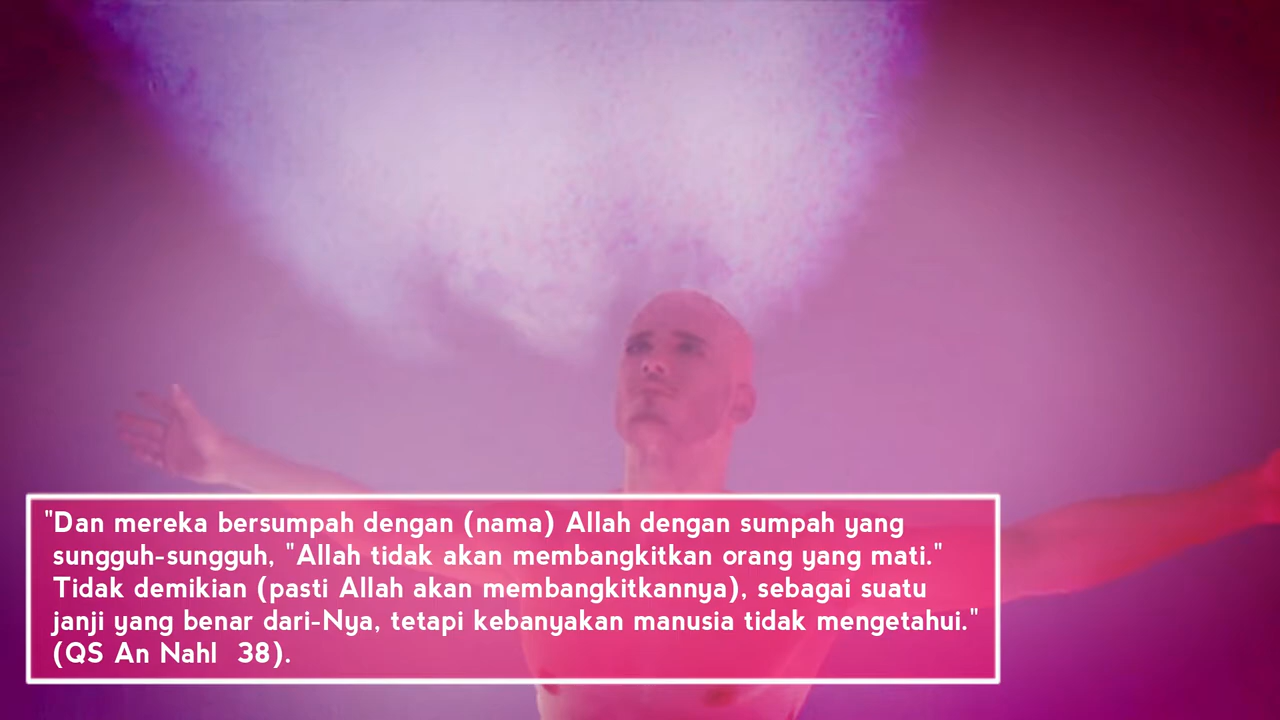 "Dan mereka bersumpah dengan (nama) Allah dengan sumpah yang
sungguh-sungguh, "Allah tidak akan membangkitkan orang yang mati."
Tidak demikian (pasti Allah akan membangkitkannya), sebagai suatu
janji yang benar dari-Nya, tetapi kebanyakan manusia tidak mengetahui."
(QS An Nahl  38).